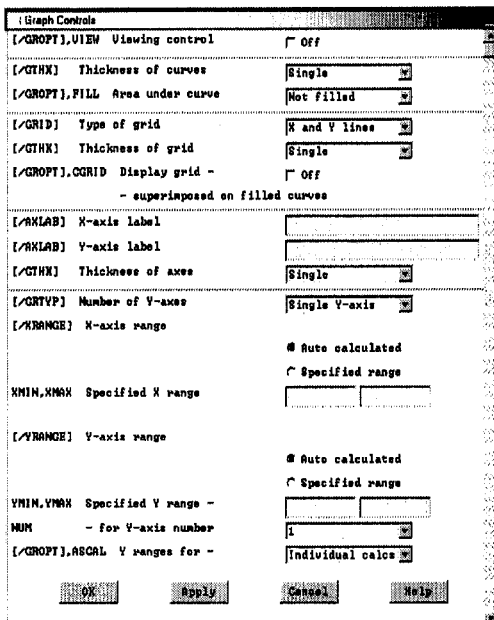 Graph Controls
[/GROPT],VIEW Viewing control
Off
[/GTHK] Thickness of curves
Single
[/GROPT],FILL Area under curve
Not filled
[/GRID] Type of grid
X and Y lines
[/GTHK] Thickness of grid
Single
[/GROPT],CGRID Display grid -
Off
- superimposed on filled curves
[/AXLAB] X-axis label
[/AXLAB] Y-axis label
[/GTHK] Thickness of axes
Single
[/GRTYP] Number of Y-axes
Single Y-axis
[/XRANGE] X-axis range
Auto calculated
Specified range
XMIN,XMAX Specified X range
[/YRANGE] Y-axis range
Auto calculated
Specified range
YMIN,YMAX Specified Y range -
NUM - for Y-axis number
1
[/GROPT],ASCAL Y ranges for -
Individual calcs
OK Apply Cancel Help